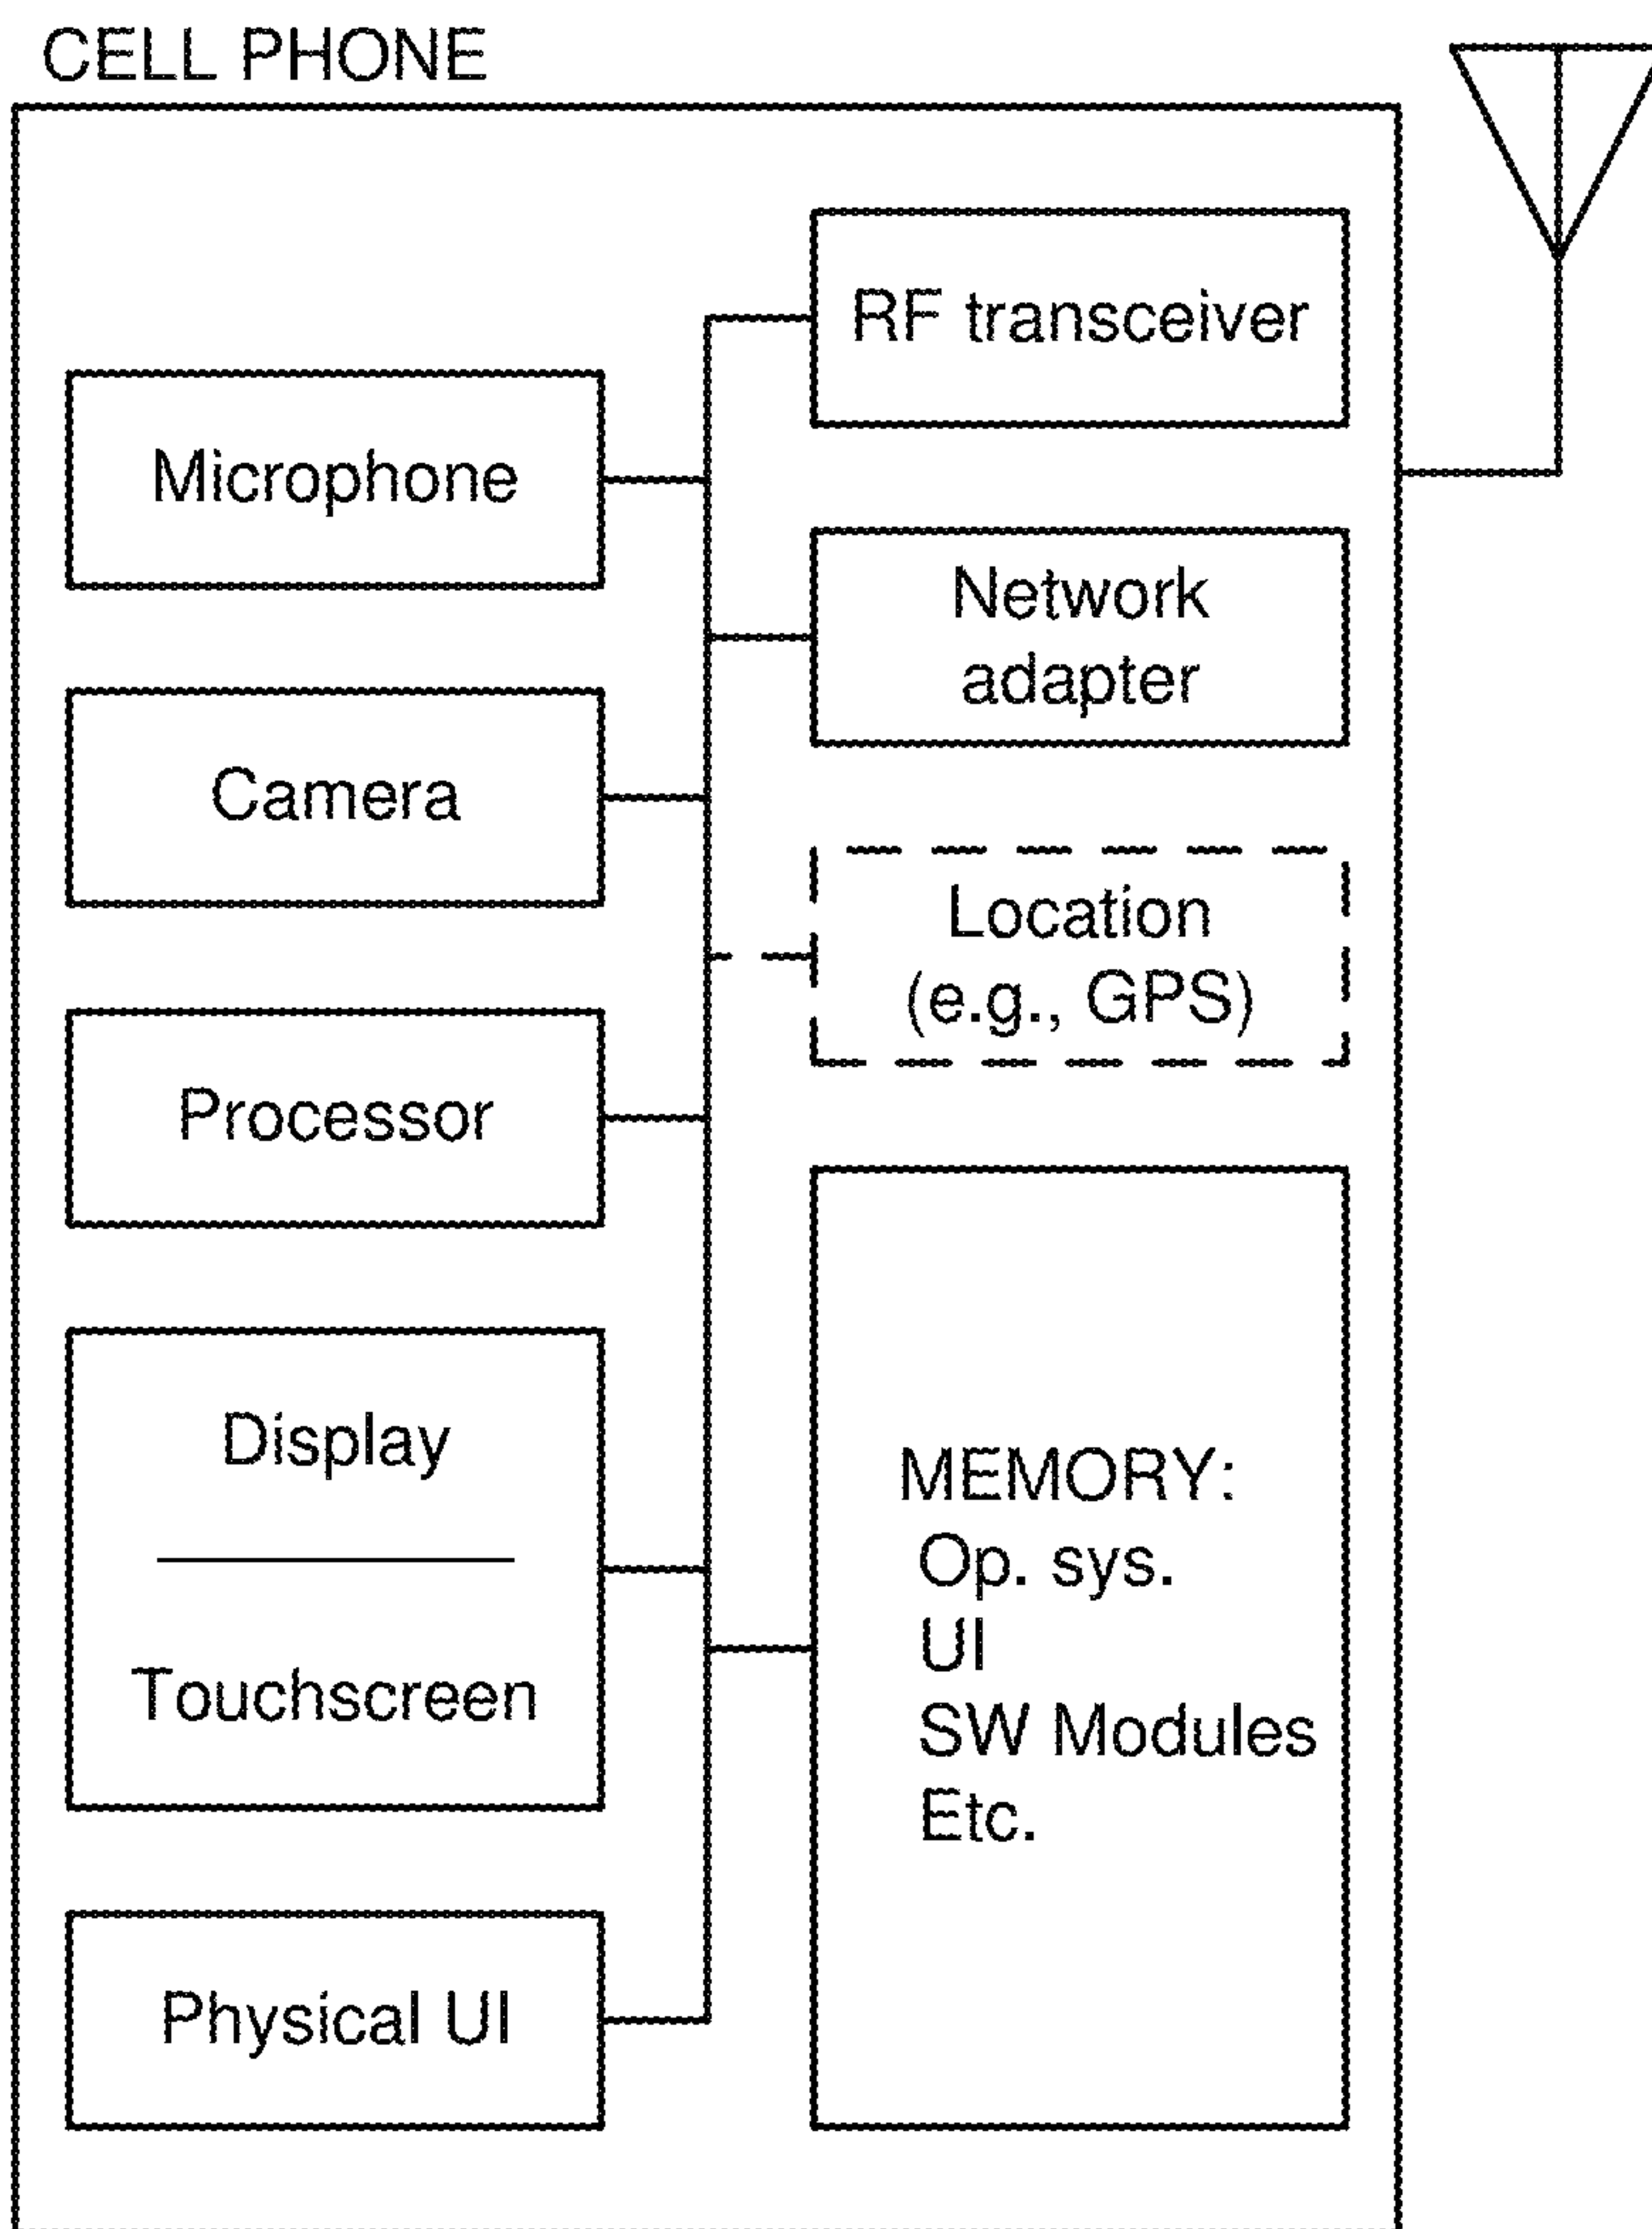 CELL PHONE
RF transceiver
Microphone
Network
adapter
Camera
Location
(e.g., GPS)
Processor
Display
Touchscreen
MEMORY:
Op. sys.
UI
SW Modules
Etc.
Physical UI